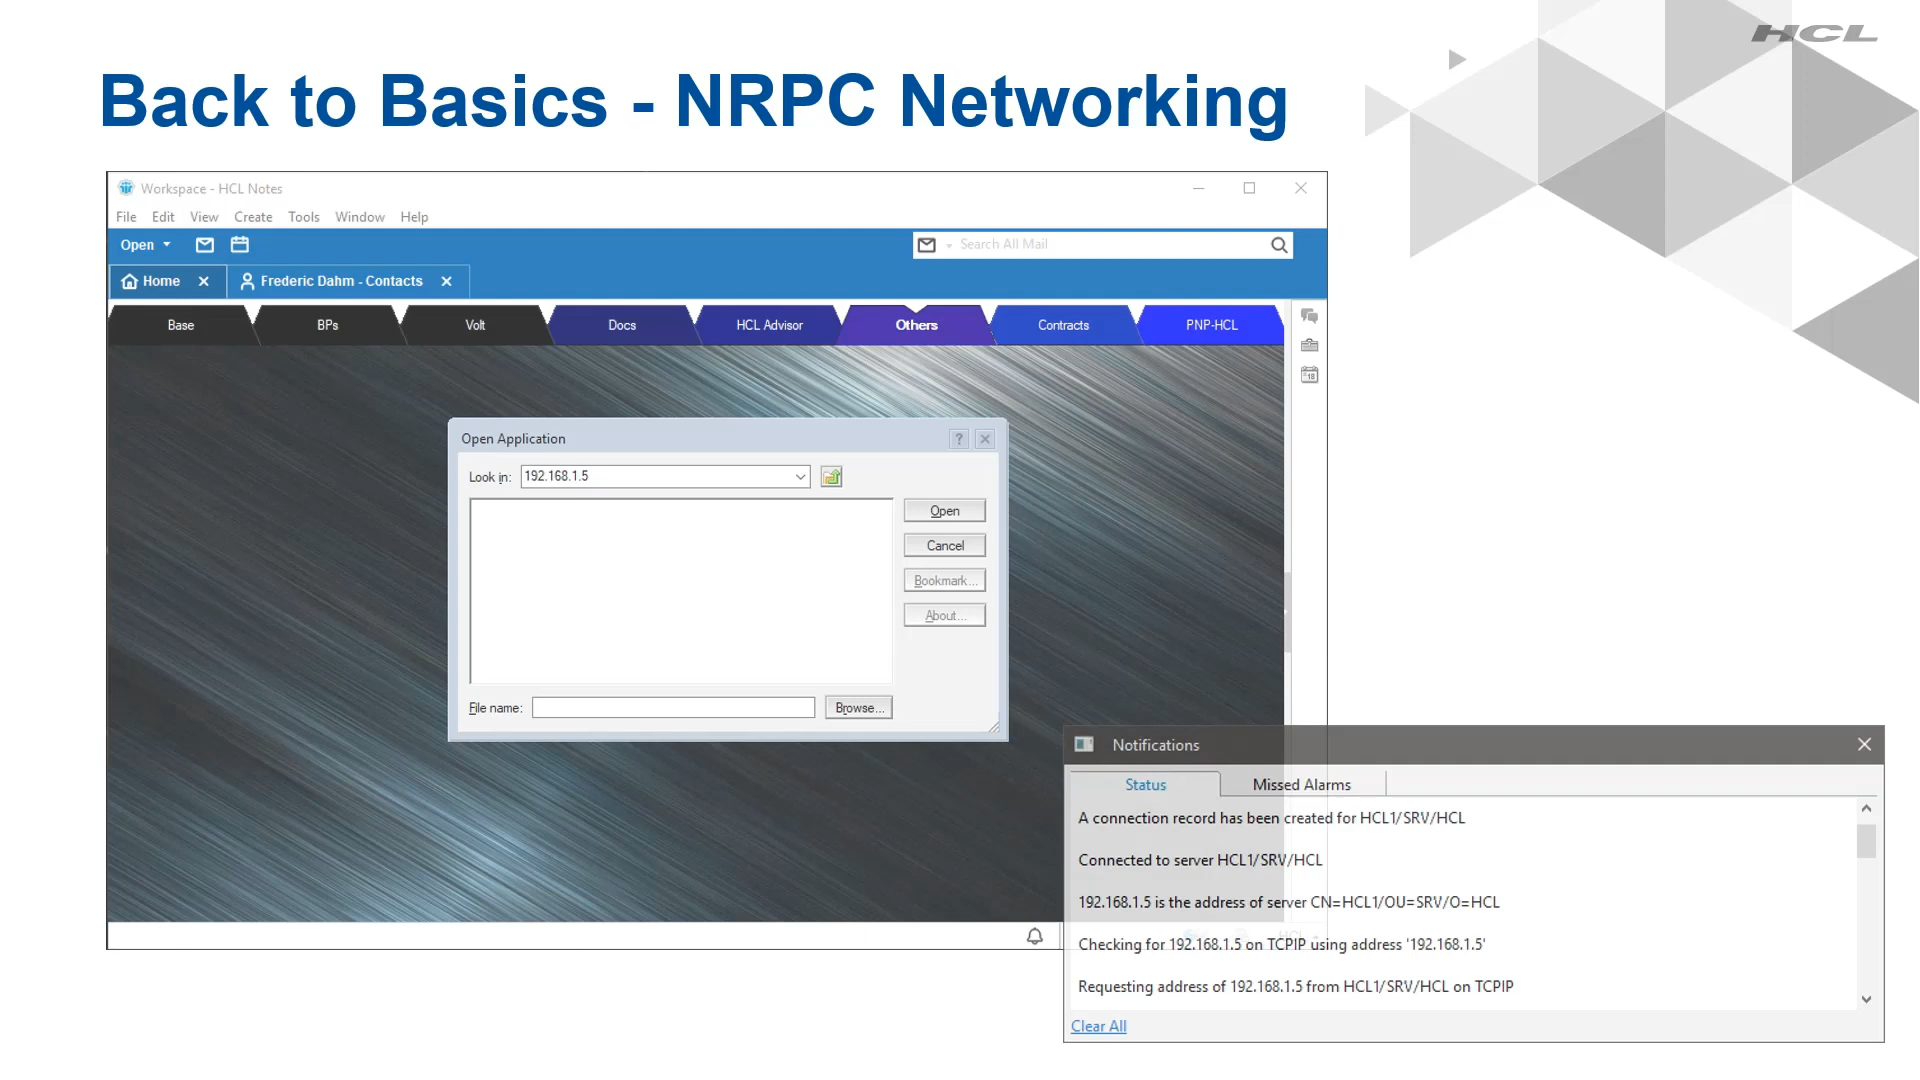 HCL
Back to Basics - NRPC Networking
Workspace - HCL Notes
File Edit View Create Tools Window Help
Open
Search All Mail
Home
Frederic Dahm - Contacts
Base
BPs
Volt
Docs
HCL Advisor
Others
Contracts
PNP-HCL
18
Open Application
?
Look in: 192.168.1.5
Open
Cancel
Bookmark...
About...
File name:
Browse...
Notifications
Status
Missed Alarms
A connection record has been created for HCL1/SRV/HCL
Connected to server HCL1/SRV/HCL
192.168.1.5 is the address of server CN=HCL1/OU=SRV/O=HCL
Checking for 192.168.1.5 on TCPIP using address '192.168.1.5'
Requesting address of 192.168.1.5 from HCL1/SRV/HCL on TCPIP
Clear All